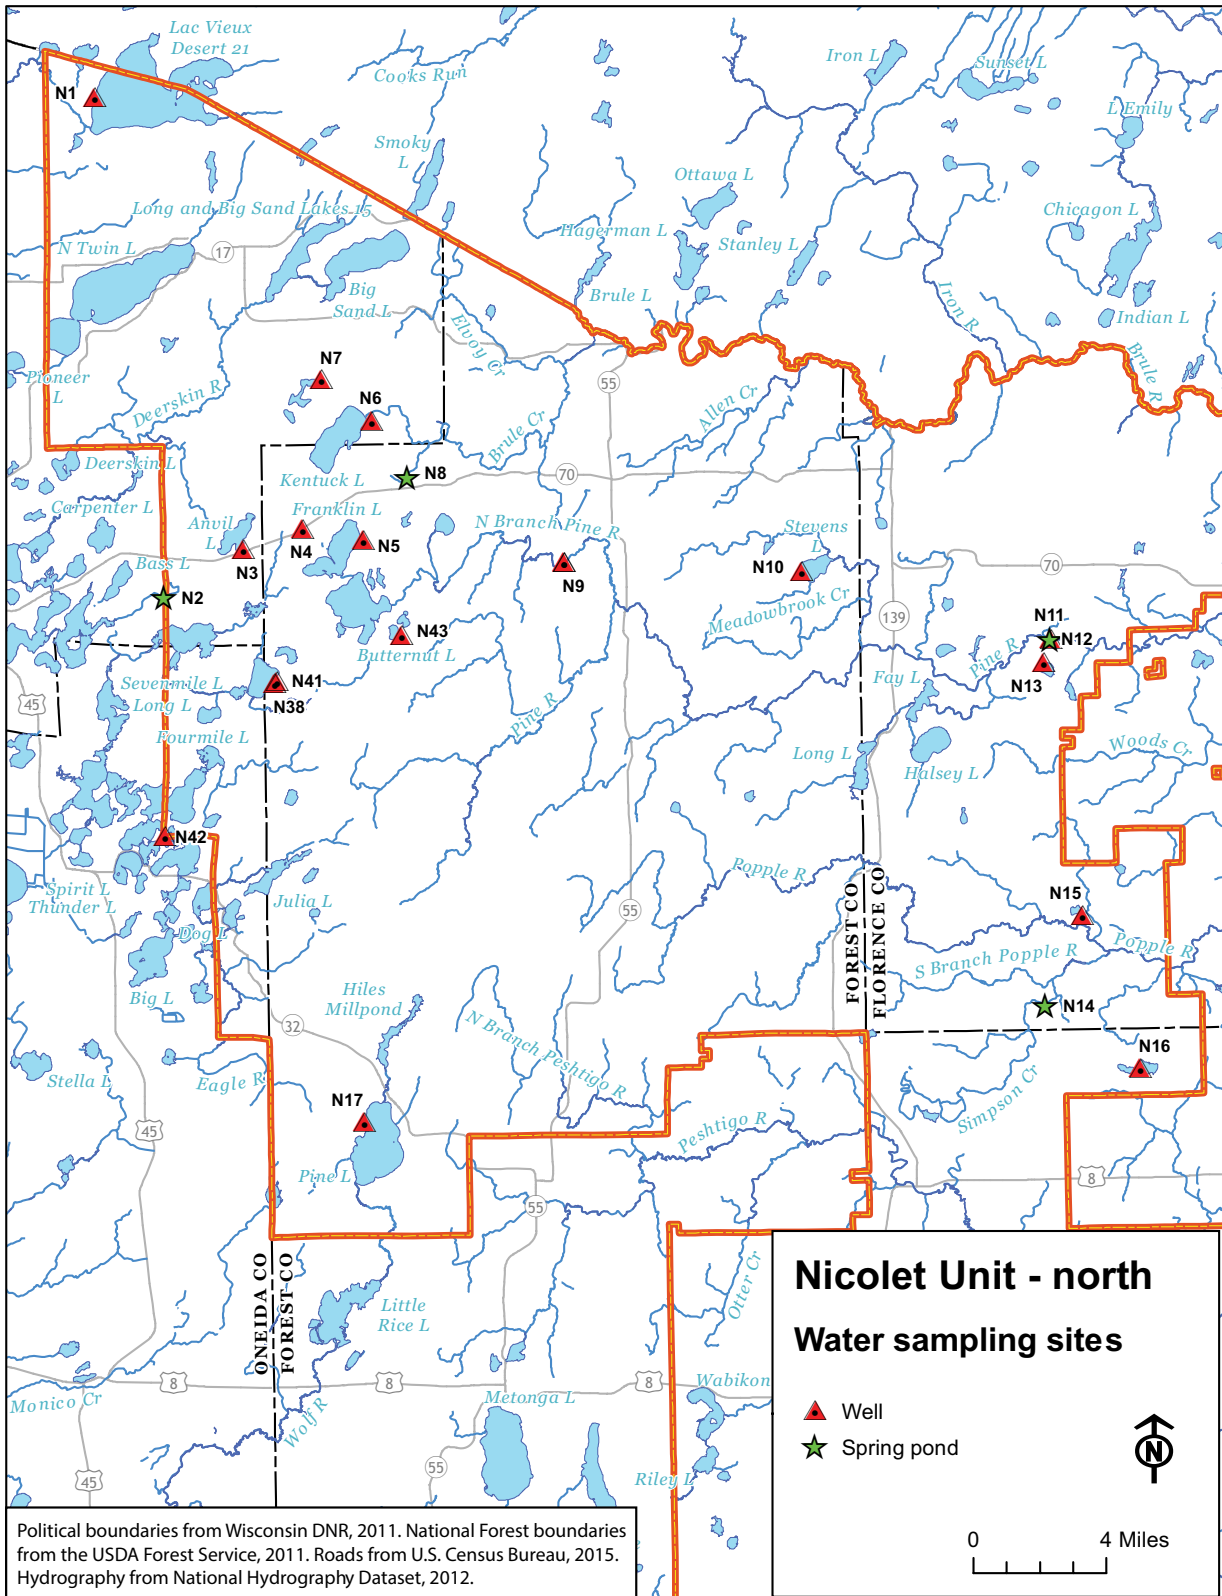 Lac Vieux
Desert 21
N1
Cooks Run
Iron L
Sunset L
L Emily
Smoky
L
Ottawa L
Long and Big Sand Lakes 15
Chicagon L
N Twin L
17
Hagerman L
Stanley L
Big
Sand L
Brule L
Iron R
Indian L
Elvoy Cr
Brule R
Pioneer
L
N7
55
Deerskin R
N6
Allen Cr
Brule Cr
Deerskin L
Kentuck L
N8
70
Carpenter L
Anvil
L
Franklin L
N Branch Pine R
Stevens
L
N4
N5
N3
N9
N10
70
Bass L
N2
Meadowbrook Cr
139
N11
N12
N43
Butternut L
Pine R
N13
Sevenmile L
N41
Fay L
45
Long L
N38
Pine R
Fourmile L
Long L
Halsey L
Woods Cr
N42
Popple R
Spirit L
Thunder L
Julia L
55
FOREST CO
FLORENCE CO
N15
Dog L
Popple R
S Branch Popple R
Big L
Hiles
Millpond
N14
32
N Branch Peshtigo R
N16
Stella L
Eagle R
Simpson Cr
45
N17
Peshtigo R
Pine L
8
55
ONEIDA CO
FOREST CO
Otter Cr
Little
Rice L
8
8
8
Wabikon
Monico Cr
Metonga L
Wolf R
45
55
Riley L
Nicolet Unit - north
Water sampling sites
Well
Spring pond
N
0
4 Miles
Political boundaries from Wisconsin DNR, 2011. National Forest boundaries
from the USDA Forest Service, 2011. Roads from U.S. Census Bureau, 2015.
Hydrography from National Hydrography Dataset, 2012.